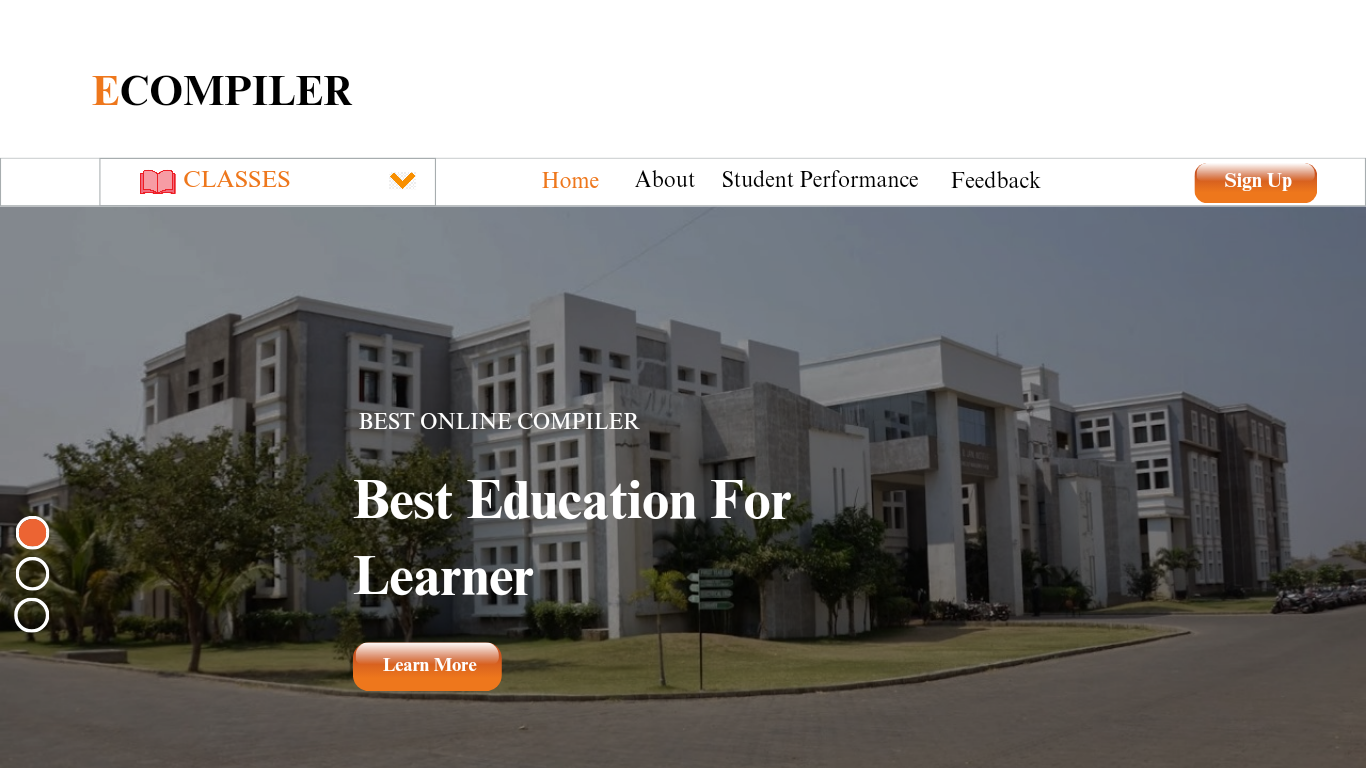 ECOMPILER
CLASSES
Home
About
Student Performance
Feedback
Sign Up
BEST ONLINE COMPILER
Best Education For
Learner
Learn More